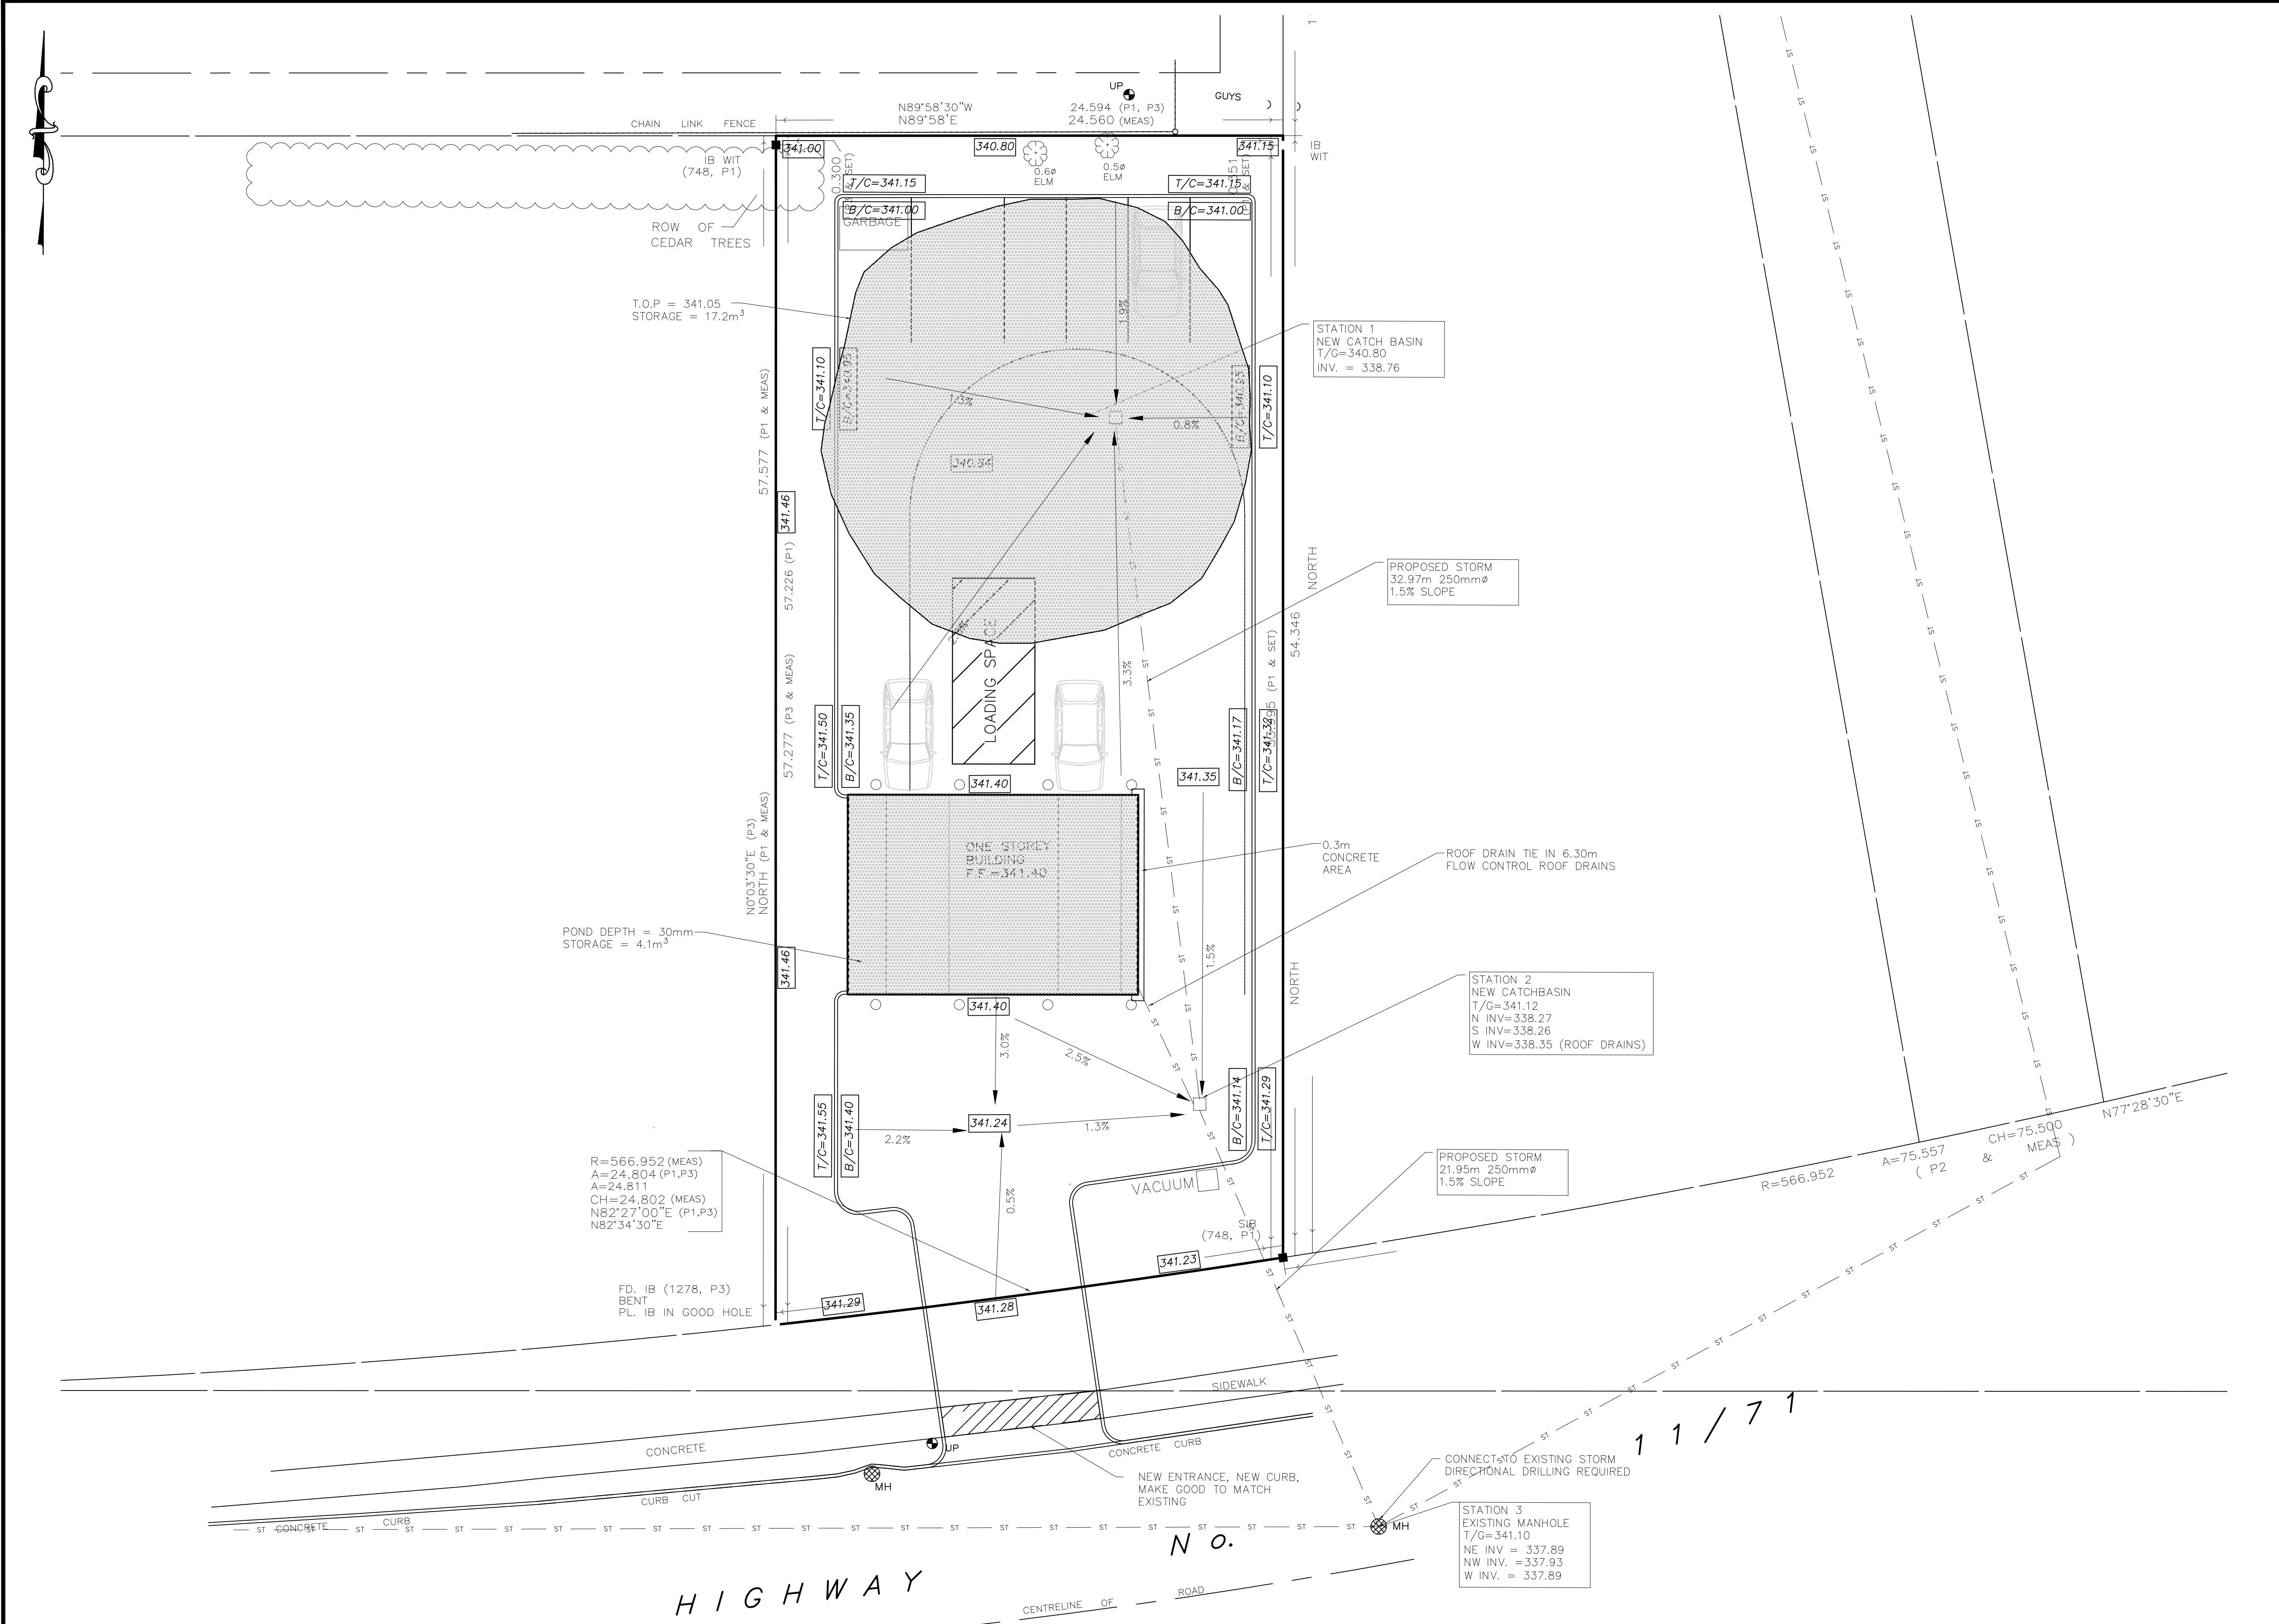 UP
GUYS
N89°58'30"W
N89°58'E
24.594 (P1, P3)
24.560 (MEAS)
CHAIN LINK FENCE
IB WIT
(748, P1)
341.00
340.80
341.15
IB
WIT
0.300
0.6ø
ELM
0.5ø
ELM
T/C=341.15
T/C=341.15
B/C=341.00
B/C=341.00
GARBAGE
ROW OF
CEDAR TREES
T.O.P = 341.05
STORAGE = 17.2m³
1.9%
STATION 1
NEW CATCH BASIN
T/G=340.80
INV. = 338.76
T/C=341.10
B/C=340.95
B/C=340.95
T/C=341.10
1.3%
0.8%
57.577 (P1 & MEAS)
340.84
341.46
57.226 (P1)
NORTH
PROPOSED STORM
32.97m 250mmø
1.5% SLOPE
54.346
(P1 & SET)
LOADING SPACE
3.3%
57.277 (P3 & MEAS)
T/C=341.50
B/C=341.35
B/C=341.17
T/C=341.32
341.40
341.35
N0°03'30"E (P3)
NORTH (P1 & MEAS)
ONE STOREY
BUILDING
F.F.=341.40
0.3m
CONCRETE
AREA
ROOF DRAIN TIE IN 6.30m
FLOW CONTROL ROOF DRAINS
POND DEPTH = 30mm
STORAGE = 4.1m³
341.46
1.5%
NORTH
STATION 2
NEW CATCHBASIN
T/G=341.12
N INV=338.27
S INV=338.26
W INV=338.35 (ROOF DRAINS)
341.40
3.0%
2.5%
T/C=341.55
B/C=341.40
341.24
2.2%
1.3%
B/C=341.14
T/C=341.29
R=566.952 (MEAS)
A=24.804 (P1,P3)
A=24.811
CH=24.802 (MEAS)
N82°27'00"E (P1,P3)
N82°34'30"E
0.5%
VACUUM
PROPOSED STORM
21.95m 250mmø
1.5% SLOPE
R=566.952
A=75.557
CH=75.500
( P2 & MEAS )
N77°28'30"E
SIB
(748, P1)
341.23
FD. IB (1278, P3)
BENT
PL. IB IN GOOD HOLE
341.29
341.28
SIDEWALK
CONCRETE
UP
CONCRETE CURB
MH
CURB CUT
CONCRETE CURB
NEW ENTRANCE, NEW CURB,
MAKE GOOD TO MATCH
EXISTING
CONNECT TO EXISTING STORM
DIRECTIONAL DRILLING REQUIRED
MH
STATION 3
EXISTING MANHOLE
T/G=341.10
NE INV = 337.89
NW INV. =337.93
W INV. = 337.89
HIGHWAY No. 11/71
CENTRELINE OF ROAD